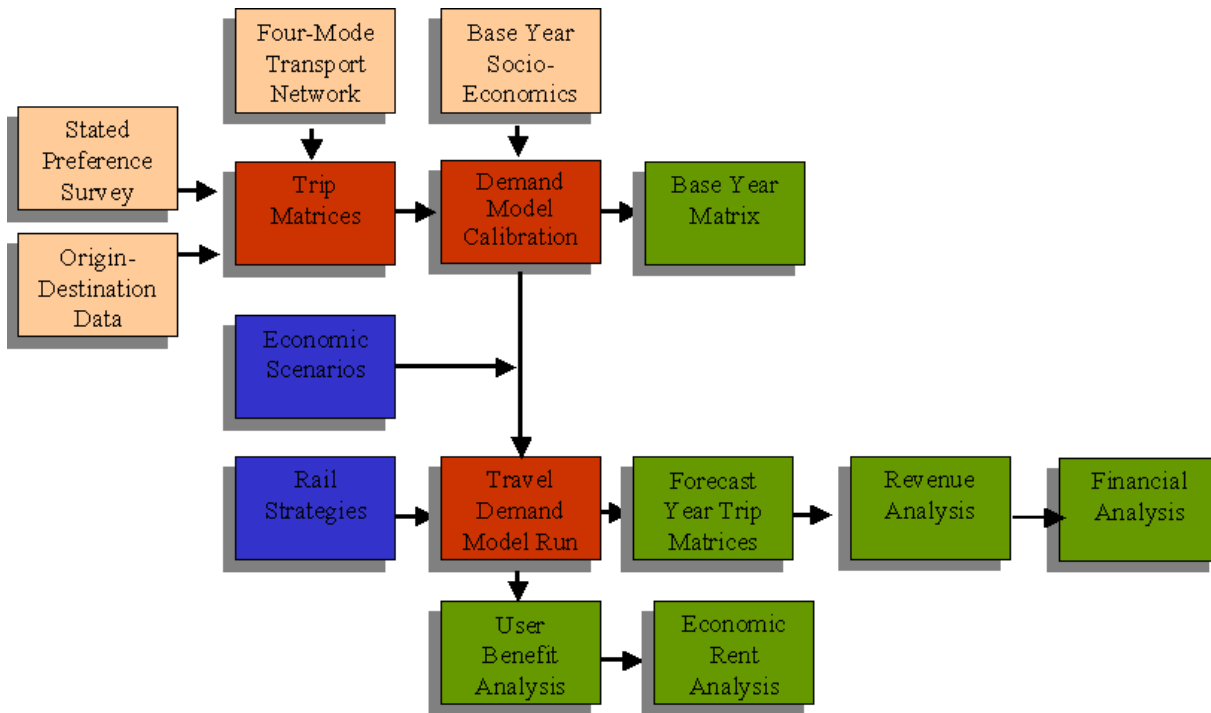 Four-Mode
Transport
Network
Base Year
Socio-
Economics
Stated
Preference
Survey
Trip
Matrices
Demand
Model
Calibration
Base Year
Matrix
Origin-
Destination
Data
Economic
Scenarios
Rail
Strategies
Travel
Demand
Model Run
Forecast
Year Trip
Matrices
Revenue
Analysis
Financial
Analysis
User
Benefit
Analysis
Economic
Rent
Analysis